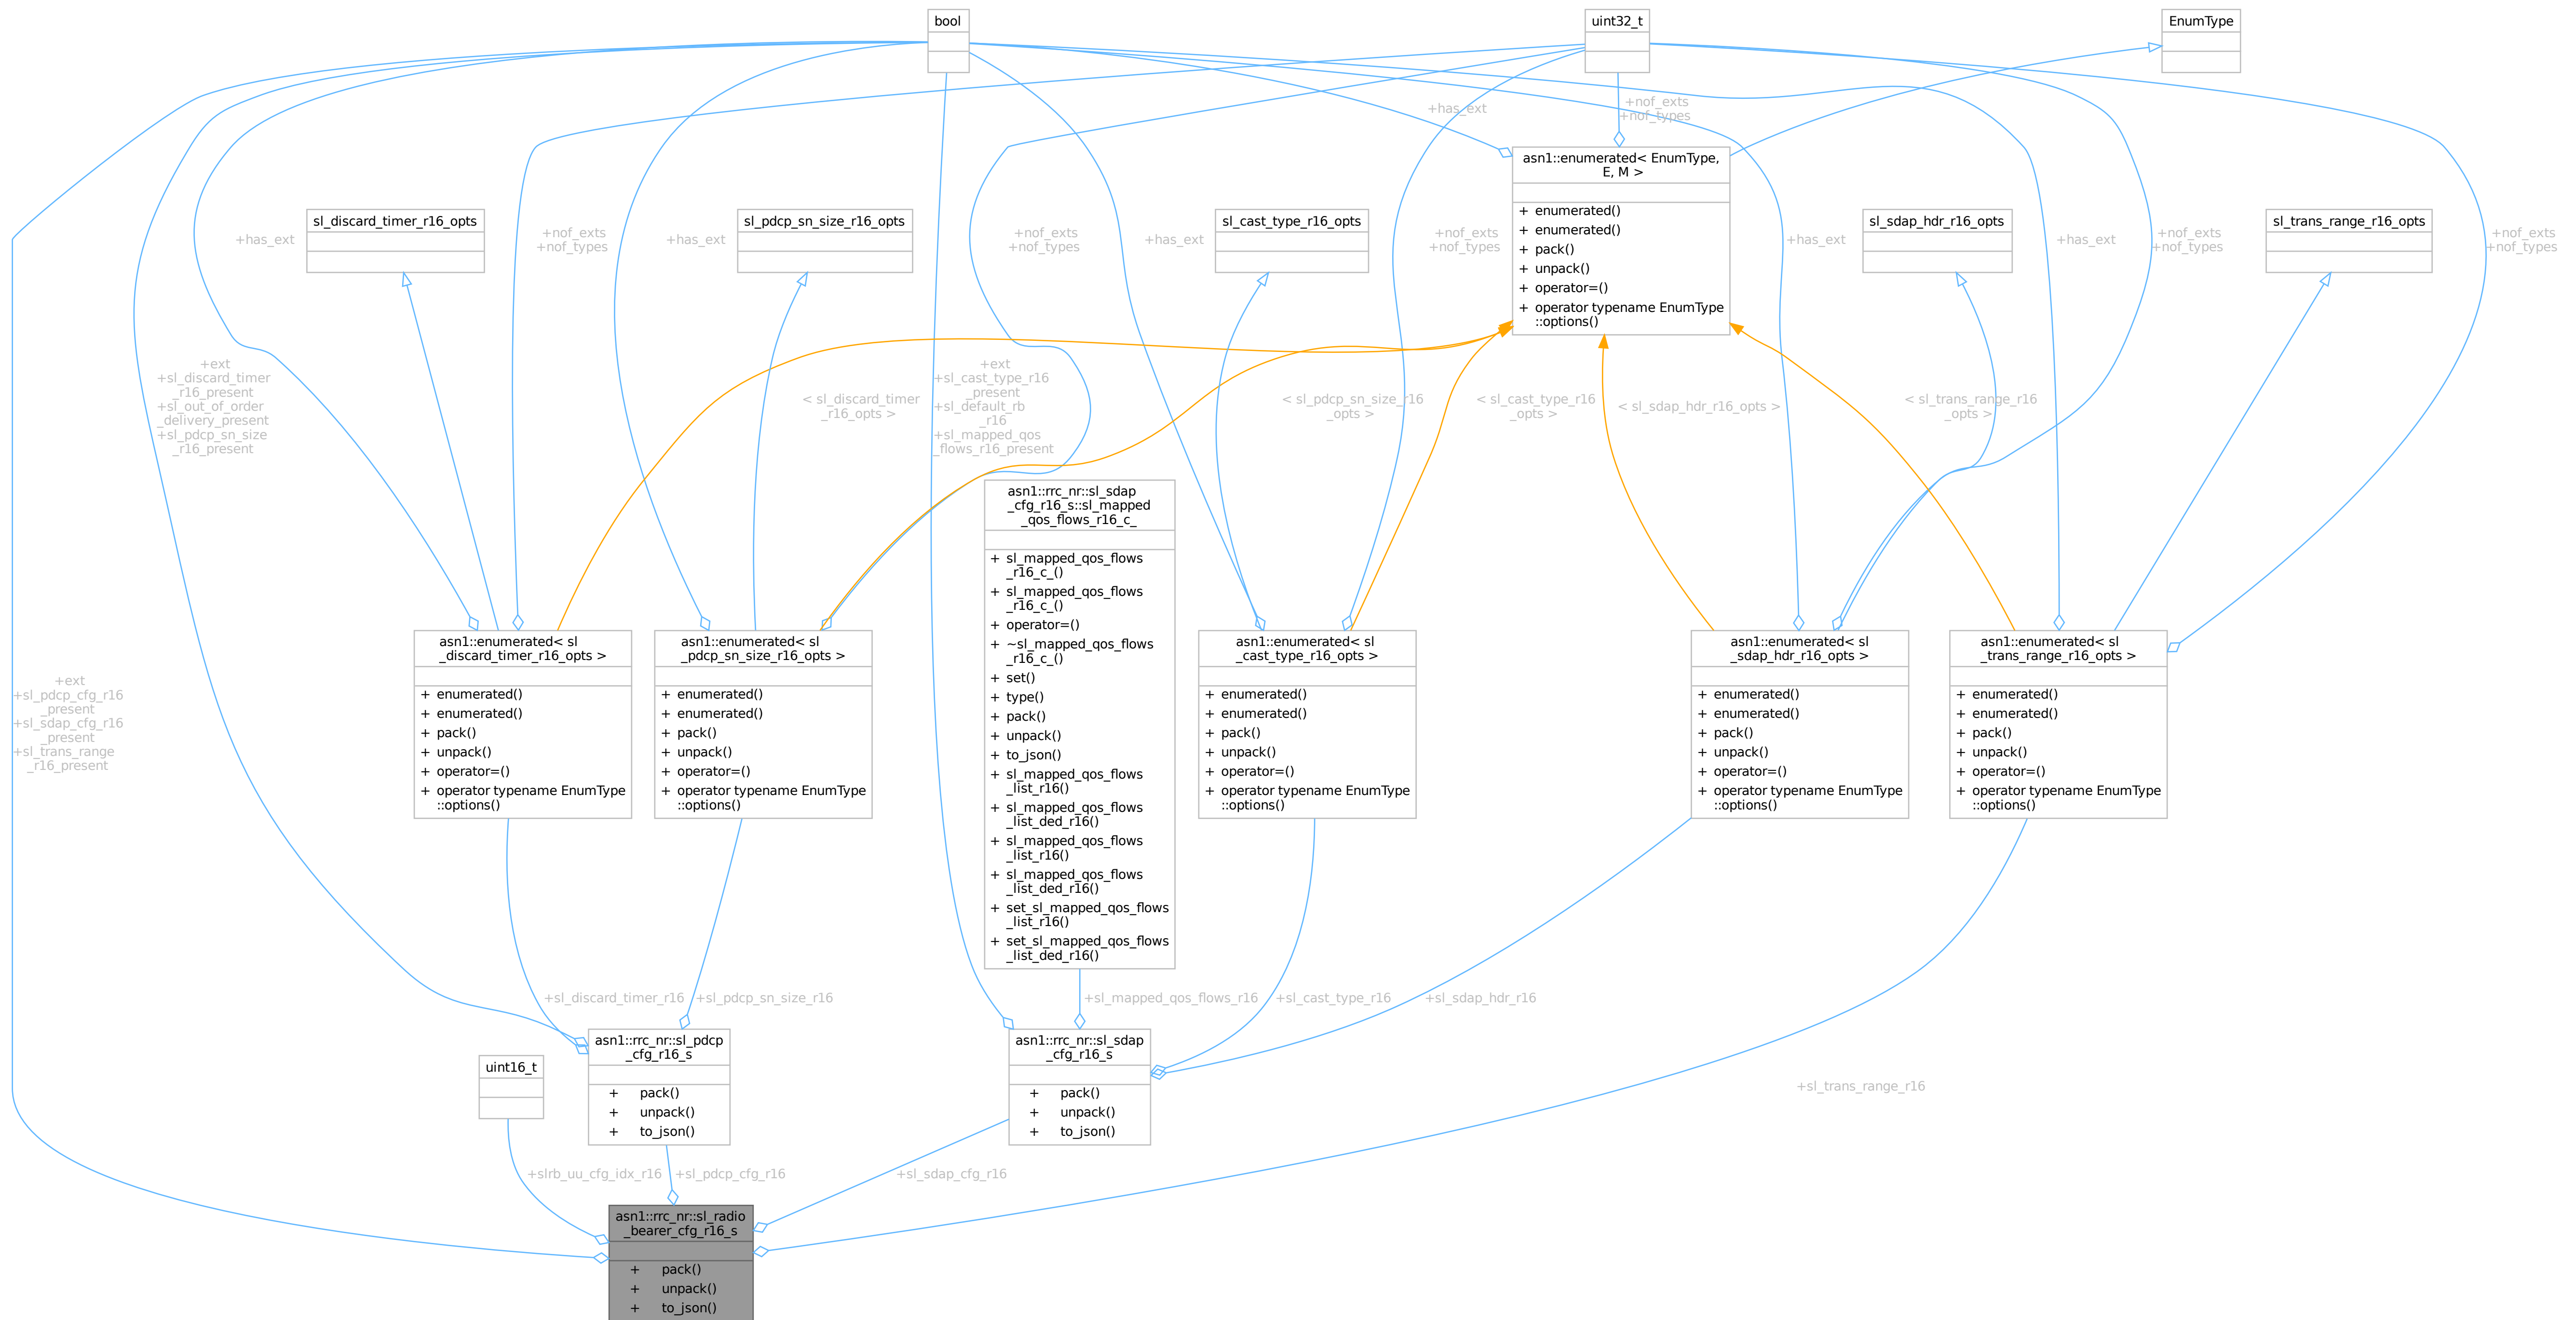 bool
uint32_t
EnumType
+has_ext
+nof_exts
+nof_types
asn1::enumerated< EnumType,
E, M >
+ enumerated()
+ enumerated()
+ pack()
+ unpack()
+ operator=()
+ operator typename EnumType
::options()
sl_discard_timer_r16_opts
sl_pdcp_sn_size_r16_opts
sl_cast_type_r16_opts
sl_sdap_hdr_r16_opts
sl_trans_range_r16_opts
+has_ext
+nof_exts
+nof_types
+has_ext
+nof_exts
+nof_types
+has_ext
+nof_exts
+nof_types
+has_ext
+nof_exts
+nof_types
+has_ext
+nof_exts
+nof_types
+ext
+sl_discard_timer
_r16_present
+sl_out_of_order
_delivery_present
+sl_pdcp_sn_size
_r16_present
< sl_discard_timer
_r16_opts >
+ext
+sl_cast_type_r16
_present
+sl_default_rb
_r16
+sl_mapped_qos
_flows_r16_present
< sl_pdcp_sn_size_r16
_opts >
< sl_cast_type_r16
_opts >
< sl_sdap_hdr_r16_opts >
< sl_trans_range_r16
_opts >
asn1::rrc_nr::sl_sdap
_cfg_r16_s::sl_mapped
_qos_flows_r16_c_
+ sl_mapped_qos_flows
_r16_c_()
+ sl_mapped_qos_flows
_r16_c_()
+ operator=()
+ ~sl_mapped_qos_flows
_r16_c_()
+ set()
+ type()
+ pack()
+ unpack()
+ to_json()
+ sl_mapped_qos_flows
_list_r16()
+ sl_mapped_qos_flows
_list_ded_r16()
+ sl_mapped_qos_flows
_list_r16()
+ sl_mapped_qos_flows
_list_ded_r16()
+ set_sl_mapped_qos_flows
_list_r16()
+ set_sl_mapped_qos_flows
_list_ded_r16()
asn1::enumerated< sl
_discard_timer_r16_opts >
+ enumerated()
+ enumerated()
+ pack()
+ unpack()
+ operator=()
+ operator typename EnumType
::options()
asn1::enumerated< sl
_pdcp_sn_size_r16_opts >
+ enumerated()
+ enumerated()
+ pack()
+ unpack()
+ operator=()
+ operator typename EnumType
::options()
asn1::enumerated< sl
_cast_type_r16_opts >
+ enumerated()
+ enumerated()
+ pack()
+ unpack()
+ operator=()
+ operator typename EnumType
::options()
asn1::enumerated< sl
_sdap_hdr_r16_opts >
+ enumerated()
+ enumerated()
+ pack()
+ unpack()
+ operator=()
+ operator typename EnumType
::options()
asn1::enumerated< sl
_trans_range_r16_opts >
+ enumerated()
+ enumerated()
+ pack()
+ unpack()
+ operator=()
+ operator typename EnumType
::options()
+ext
+sl_pdcp_cfg_r16
_present
+sl_sdap_cfg_r16
_present
+sl_trans_range
_r16_present
+sl_discard_timer_r16
+sl_pdcp_sn_size_r16
+sl_mapped_qos_flows_r16
+sl_cast_type_r16
+sl_sdap_hdr_r16
uint16_t
asn1::rrc_nr::sl_pdcp
_cfg_r16_s
+ pack()
+ unpack()
+ to_json()
asn1::rrc_nr::sl_sdap
_cfg_r16_s
+ pack()
+ unpack()
+ to_json()
+sl_trans_range_r16
+slrb_uu_cfg_idx_r16
+sl_pdcp_cfg_r16
+sl_sdap_cfg_r16
asn1::rrc_nr::sl_radio
_bearer_cfg_r16_s
+ pack()
+ unpack()
+ to_json()